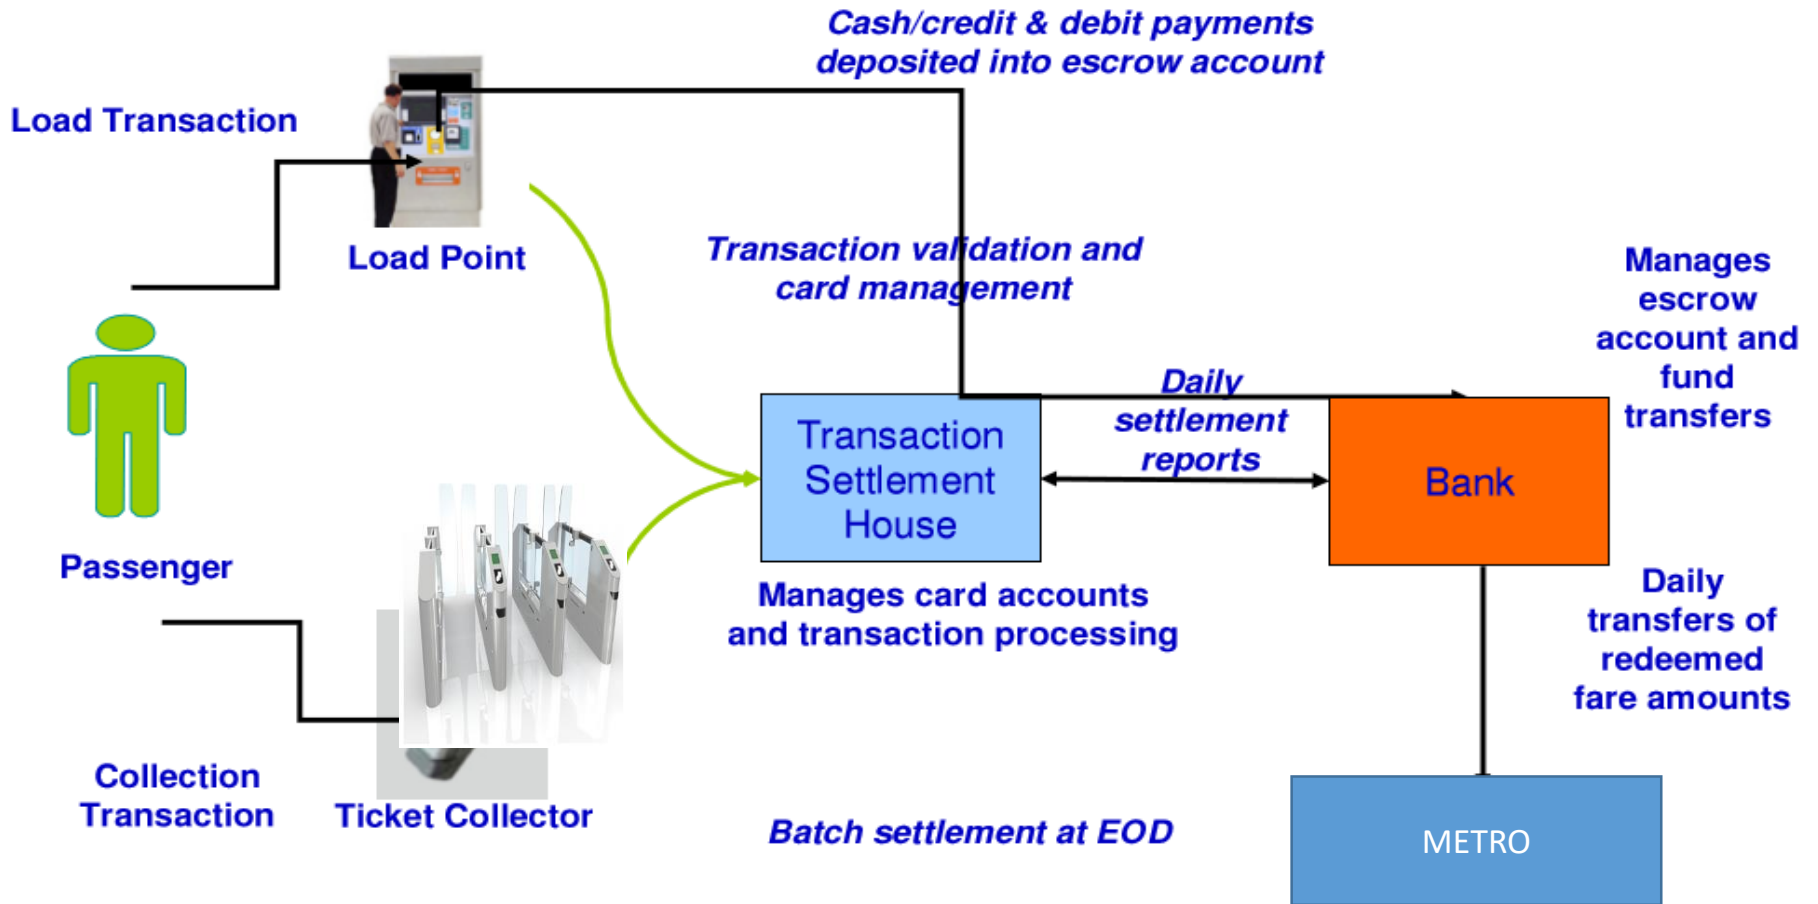 Cash/credit & debit payments
deposited into escrow account
Load Transaction
Load Point
Transaction validation and
card management
Manages
escrow
account and
fund
transfers
Daily
settlement
reports
Transaction
Settlement
House
Bank
Passenger
Manages card accounts
and transaction processing
Daily
transfers of
redeemed
fare amounts
Collection
Transaction
Ticket Collector
Batch settlement at EOD
METRO